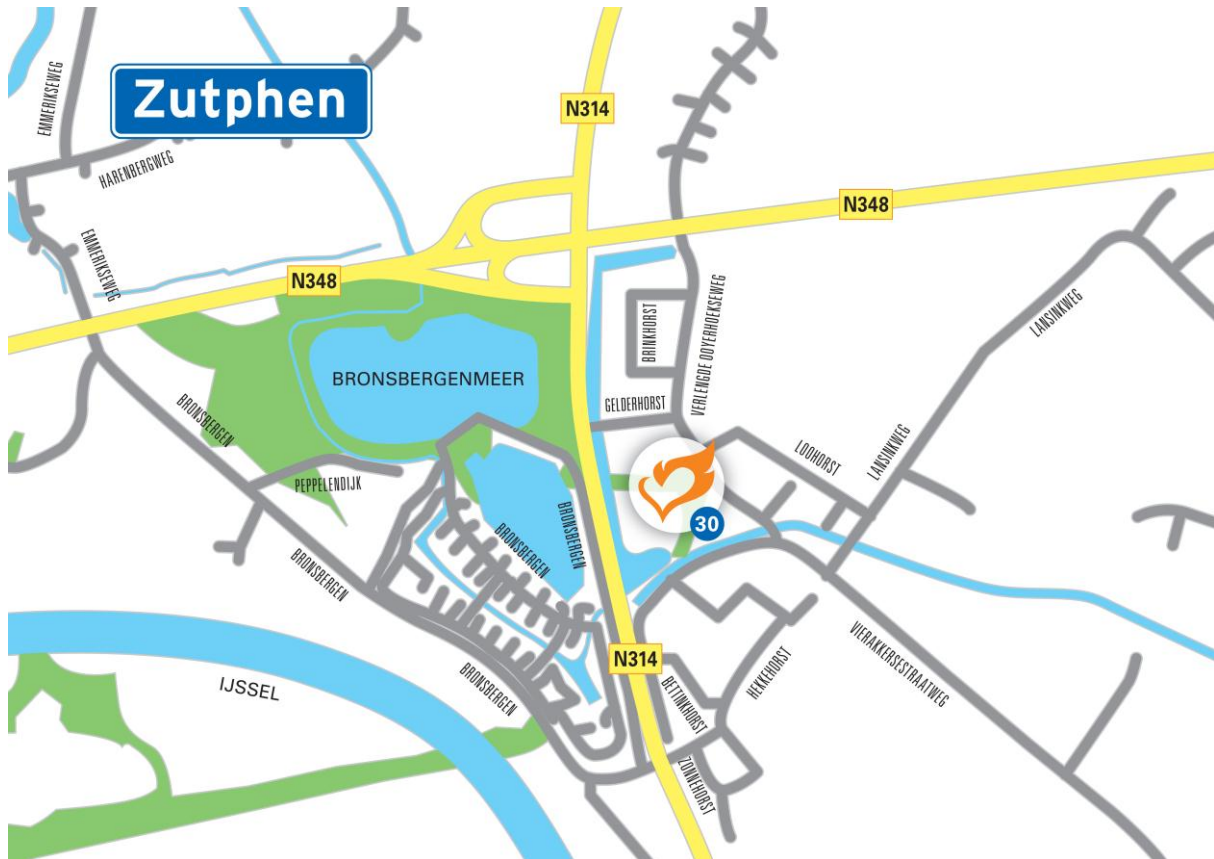 EMMERIKSEWEG
Zutphen
N314
HARENBERGWEG
N348
EMMERIKSEWEG
N348
LANSINKWEG
BRINKHORST
VERLENGDE OOYERHOEKSEWEG
BRONSBERGENMEER
GELDERHORST
BRONSBERGEN
LOOHORST
LANSINKWEG
PEPPELENDIJK
BRONSBERGEN
BRONSBERGEN
30
BRONSBERGEN
N314
VIERAKKERSESTRAATWEG
HEKKEHORST
BETTINKHORST
BRONSBERGEN
IJSSEL
ZONNEHORST